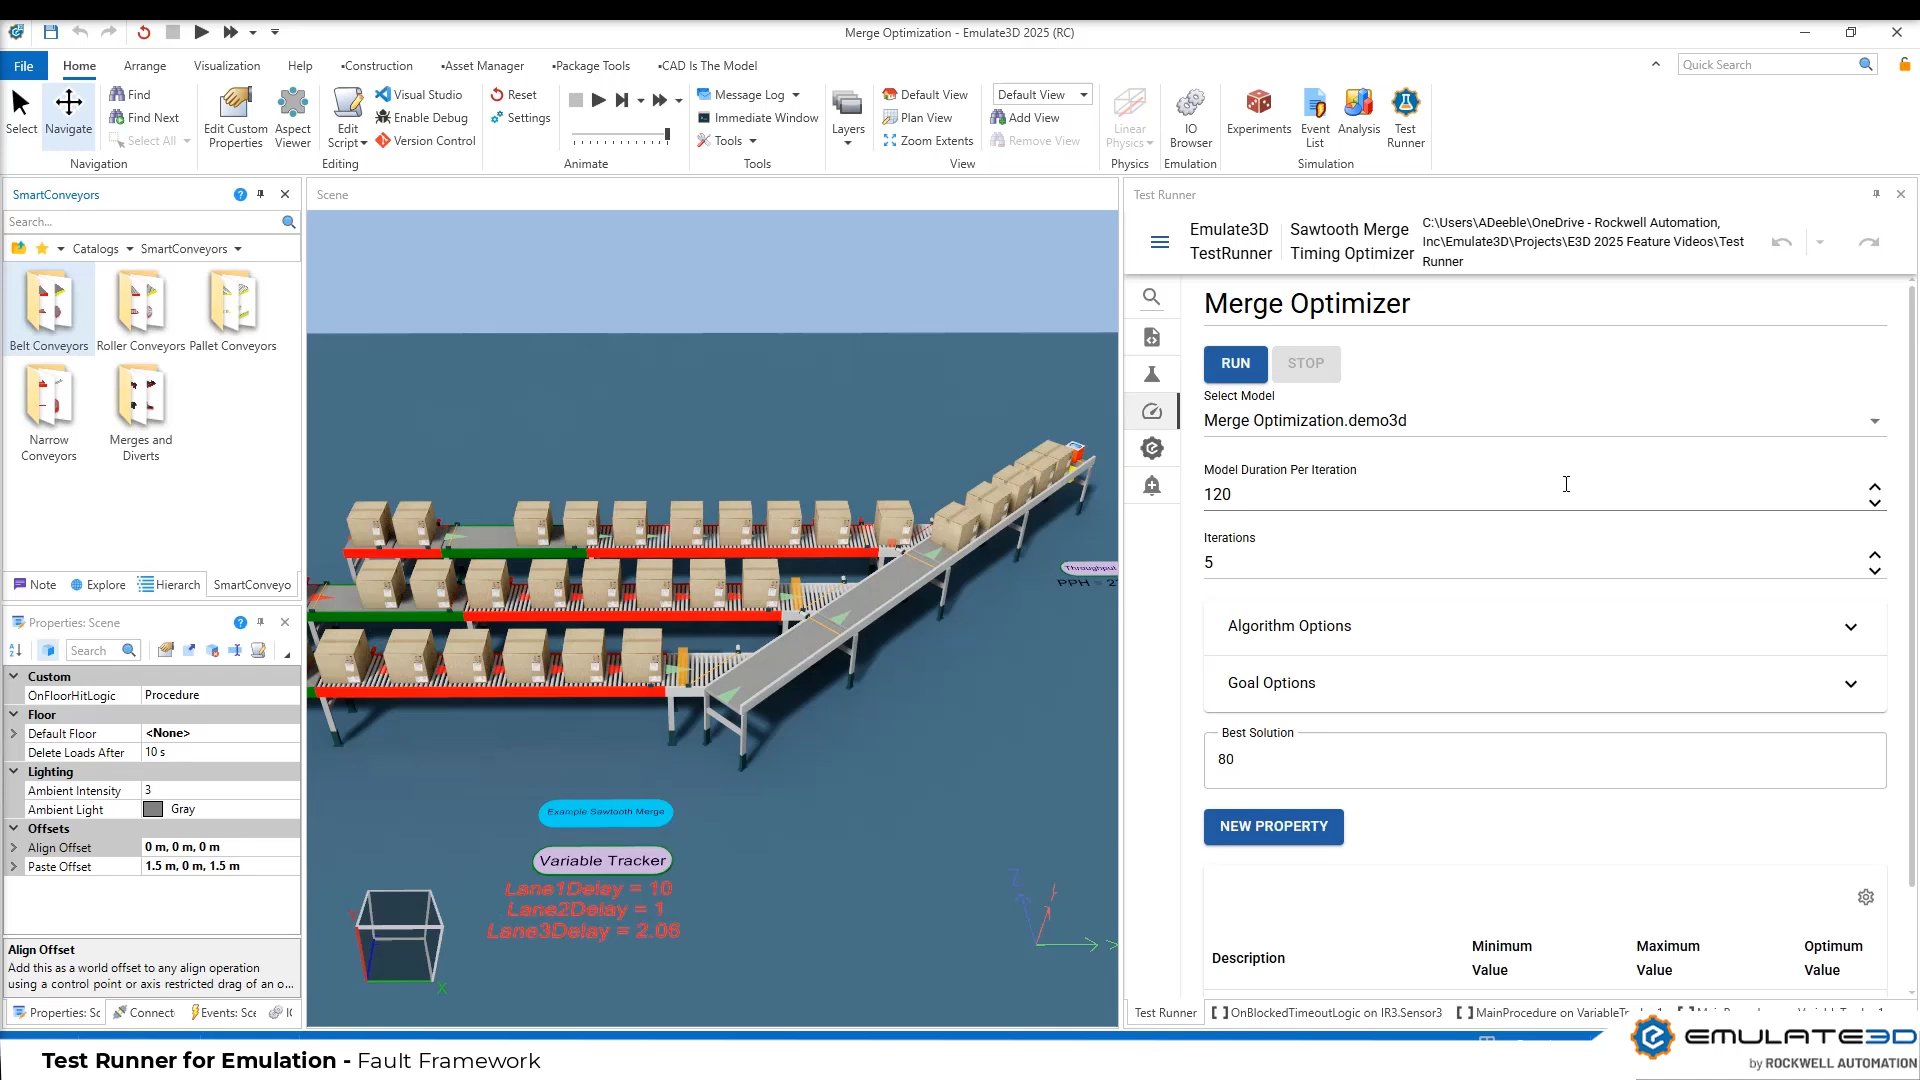 Merge Optimization - Emulate3D 2025 (RC)
File
Home
Arrange
Visualization
Help
•Construction
•Asset Manager
•Package Tools
•CAD Is The Model
Quick Search
Select
Navigate
Find
Find Next
Select All
Navigation
Edit Custom
Properties
Aspect
Viewer
Edit
Script
Visual Studio
Enable Debug
Version Control
Editing
Reset
Settings
Animate
Message Log
Immediate Window
Tools
Tools
Layers
Default View
Plan View
Zoom Extents
Default View
Add View
Remove View
View
Linear
Physics
Physics
IO
Browser
Emulation
Experiments
Event
List
Analysis
Test
Runner
Simulation
SmartConveyors
Search...
Catalogs
SmartConveyors
Belt Conveyors
Roller Conveyors
Pallet Conveyors
Narrow
Conveyors
Merges and
Diverts
Note
Explore
Hierarch
SmartConveyo
Properties: Scene
Search
Custom
OnFloorHitLogic
Procedure
Floor
Default Floor
<None>
Delete Loads After
10 s
Lighting
Ambient Intensity
3
Ambient Light
Gray
Offsets
Align Offset
0 m, 0 m, 0 m
Paste Offset
1.5 m, 0 m, 1.5 m
Align Offset
Add this as a world offset to any align operation
using a control point or axis restricted drag of an o...
Properties: Sc
Connect
Events: Sce
Scene
Throughput
PPH = 2
Example Sawtooth Merge
Variable Tracker
Lane1Delay = 10
Lane2Delay = 1
Lane3Delay = 2.06
X
Z
Test Runner
Emulate3D
TestRunner
Sawtooth Merge
Timing Optimizer
C:\Users\ADeeble\OneDrive - Rockwell Automation,
Inc\Emulate3D\Projects\E3D 2025 Feature Videos\Test
Runner
Merge Optimizer
RUN
STOP
Select Model
Merge Optimization.demo3d
Model Duration Per Iteration
120
Iterations
5
Algorithm Options
Goal Options
Best Solution
80
NEW PROPERTY
Description
Minimum
Value
Maximum
Value
Optimum
Value
Test Runner
OnBlockedTimeoutLogic on IR3.Sensor3
MainProcedure on VariableTr
Test Runner for Emulation - Fault Framework
EMULATE3D
by ROCKWELL AUTOMATION